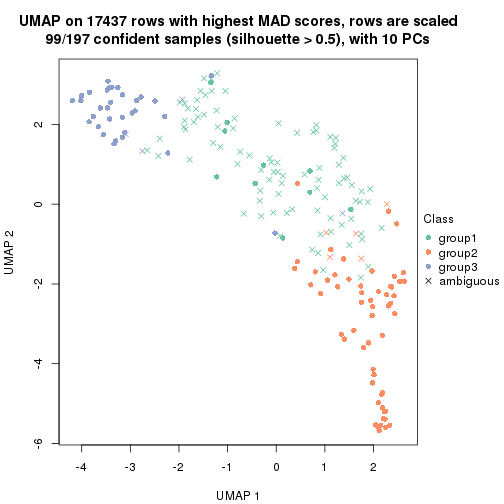 UMAP on 17437 rows with highest MAD scores, rows are scaled
99/197 confident samples (silhouette > 0.5), with 10 PCs
2
0
-2
-4
-6
UMAP 2
-4
-3
-2
-1
0
1
2
UMAP 1
Class
group1
group2
group3
ambiguous